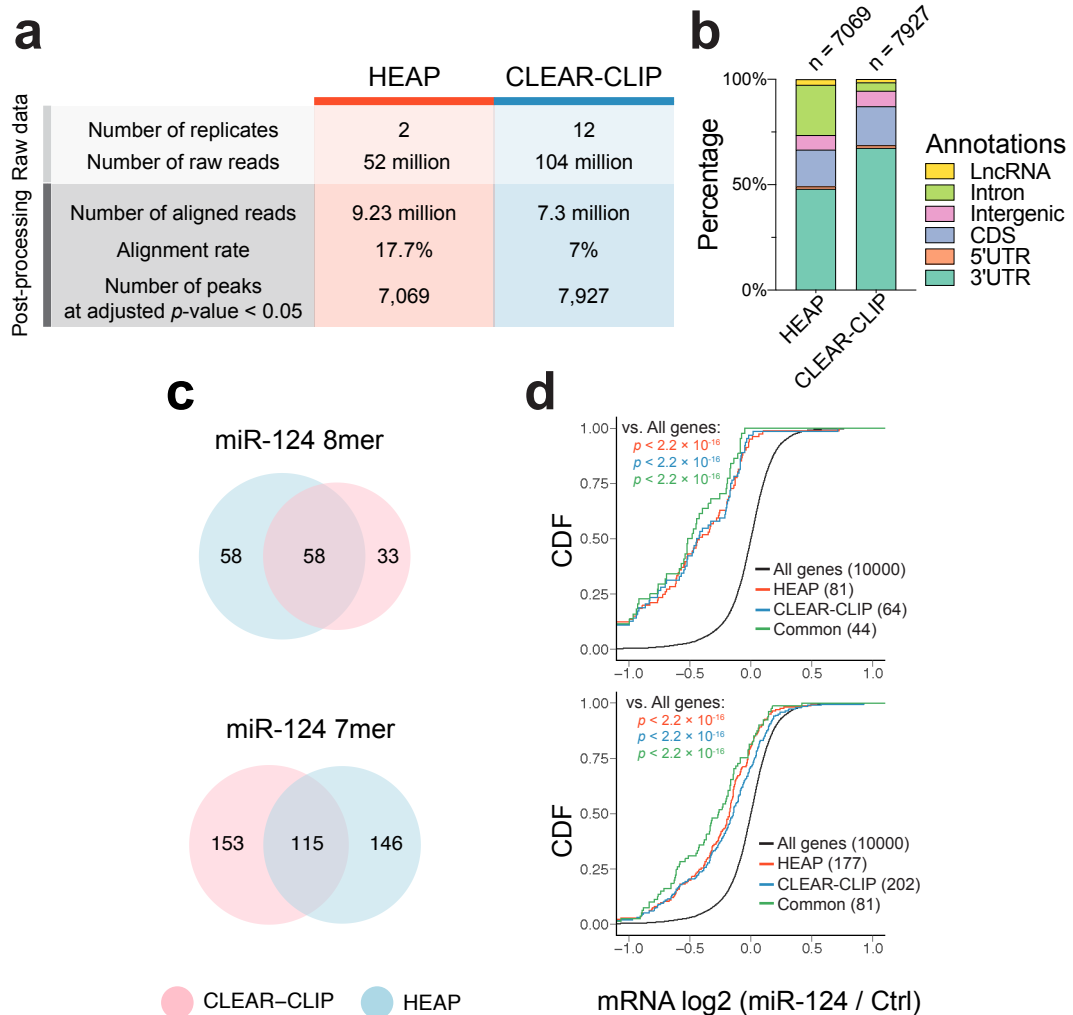 a
HEAP CLEAR-CLIP
Raw data
Number of replicates 2 12
Number of raw reads 52 million 104 million
Post-processing
Number of aligned reads 9.23 million 7.3 million
Alignment rate 17.7% 7%
Number of peaks
at adjusted p-value < 0.05 7,069 7,927
b
n = 7069
n = 7927
100%
50%
0%
Percentage
HEAP
CLEAR-CLIP
Annotations
LncRNA
Intron
Intergenic
CDS
5'UTR
3'UTR
c
miR-124 8mer
58 58 33
miR-124 7mer
153 115 146
CLEAR–CLIP HEAP
d
CDF
1.00
0.75
0.50
0.25
0.00
vs. All genes:
p < 2.2 × 10⁻¹⁶
p < 2.2 × 10⁻¹⁶
p < 2.2 × 10⁻¹⁶
All genes (10000)
HEAP (81)
CLEAR-CLIP (64)
Common (44)
−1.0 −0.5 0.0 0.5 1.0
CDF
1.00
0.75
0.50
0.25
0.00
vs. All genes:
p < 2.2 × 10⁻¹⁶
p < 2.2 × 10⁻¹⁶
p < 2.2 × 10⁻¹⁶
All genes (10000)
HEAP (177)
CLEAR-CLIP (202)
Common (81)
−1.0 −0.5 0.0 0.5 1.0
mRNA log2 (miR-124 / Ctrl)